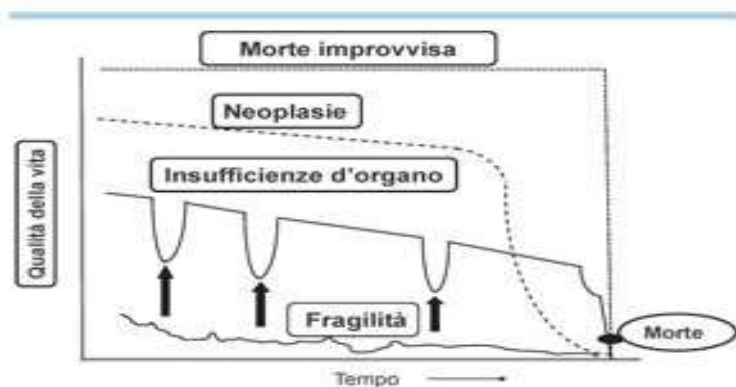 Morte improvvisa
Neoplasie
Insufficienze d'organo
Qualità della vita
Fragilità
Morte
Tempo